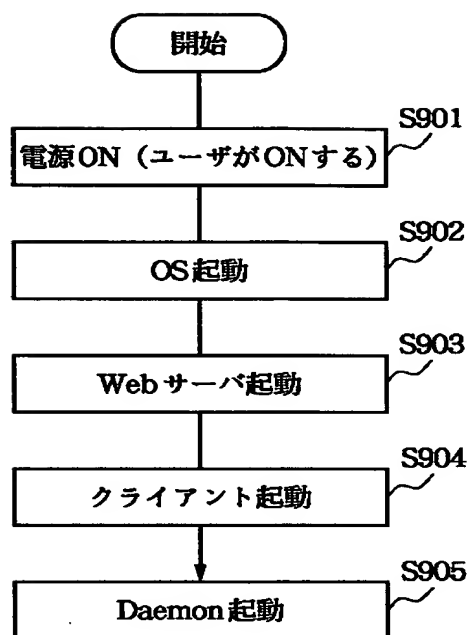 開始
S901
電源ON（ユーザがONする）
S902
OS起動
S903
Webサーバ起動
S904
クライアント起動
S905
Daemon起動